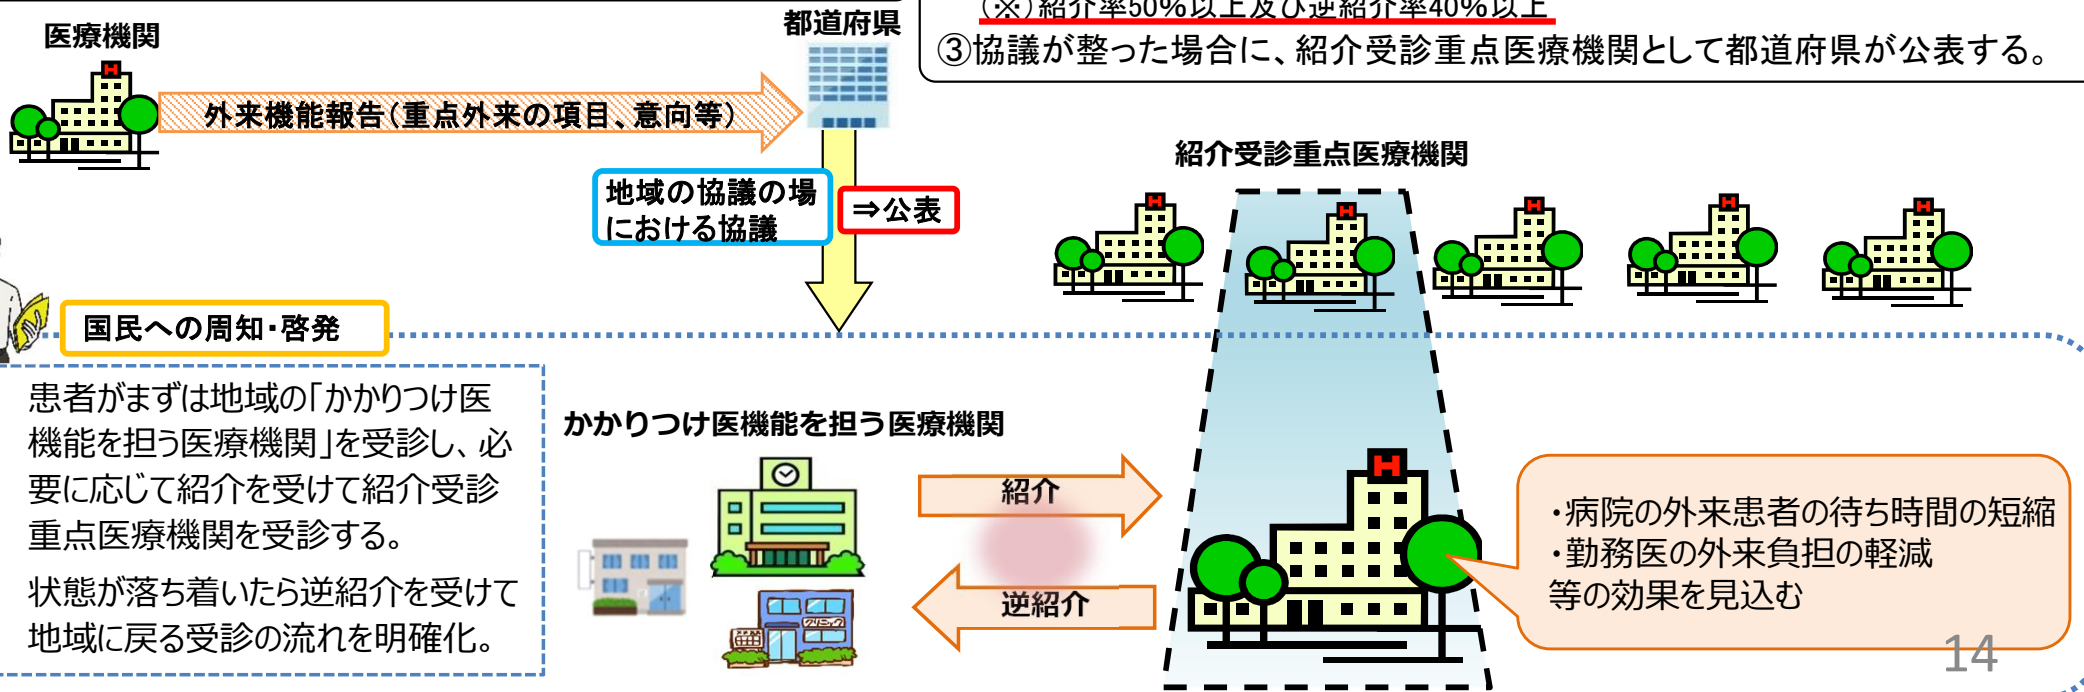 (※)紹介率50%以上及び逆紹介率40%以上
③協議が整った場合に、紹介受診重点医療機関として都道府県が公表する。
医療機関
都道府県
外来機能報告(重点外来の項目、意向等)
地域の協議の場
における協議
⇒公表
紹介受診重点医療機関
H
H
H
H
H
H
国民への周知・啓発
患者がまずは地域の「かかりつけ医
機能を担う医療機関」を受診し、必
要に応じて紹介を受けて紹介受診
重点医療機関を受診する。
状態が落ち着いたら逆紹介を受けて
地域に戻る受診の流れを明確化。
かかりつけ医機能を担う医療機関
クリニック
紹介
逆紹介
H
・病院の外来患者の待ち時間の短縮
・勤務医の外来負担の軽減
等の効果を見込む
14